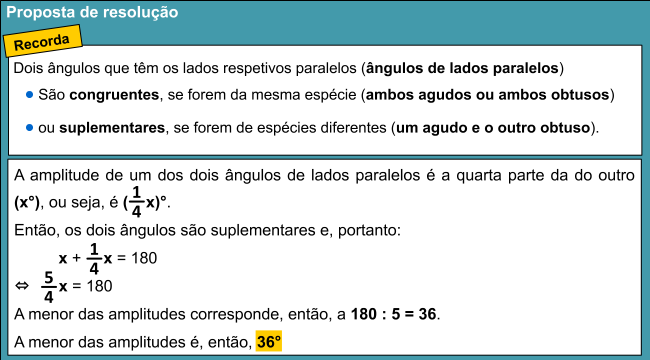 Proposta de resolução
Recorda
Dois ângulos que têm os lados respetivos paralelos (ângulos de lados paralelos)
• São congruentes, se forem da mesma espécie (ambos agudos ou ambos obtusos)
• ou suplementares, se forem de espécies diferentes (um agudo e o outro obtuso).
A amplitude de um dos dois ângulos de lados paralelos é a quarta parte da do outro
(x°), ou seja, é (1/4 x)°.
Então, os dois ângulos são suplementares e, portanto:
x + 1/4 x = 180
⇔ 5/4 x = 180
A menor das amplitudes corresponde, então, a 180 : 5 = 36.
A menor das amplitudes é, então, 36°